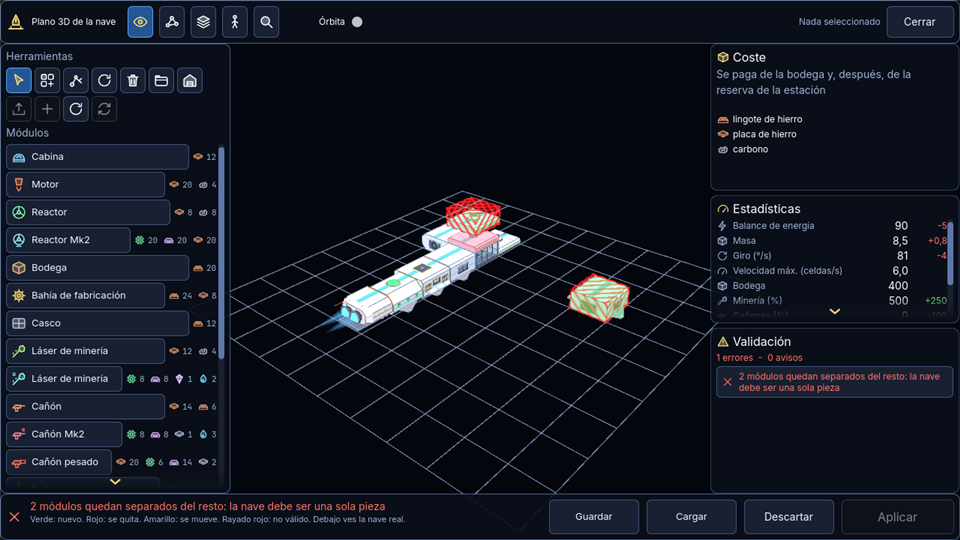 Plano 3D de la nave
Órbita
Nada seleccionado
Cerrar
Herramientas
Módulos
Cabina 12
Motor 20 4
Reactor 8 8
Reactor Mk2 20 20 20
Bodega 20
Bahía de fabricación 24 8
Casco 12
Láser de minería 12 4
Láser de minería 8 8 1 2
Cañón 14 6
Cañón Mk2 8 8 1 3
Cañón pesado 20 6 14 2
Coste
Se paga de la bodega y, después, de la
reserva de la estación
lingote de hierro
placa de hierro
carbono
Estadísticas
Balance de energía 90 -5
Masa 8,5 +0,8
Giro (°/s) 81 -4
Velocidad máx. (celdas/s) 6,0
Bodega 400
Minería (%) 500 +250
Validación
1 errores - 0 avisos
2 módulos quedan separados del resto: la nave
debe ser una sola pieza
2 módulos quedan separados del resto: la nave debe ser una sola pieza
Verde: nuevo. Rojo: se quita. Amarillo: se mueve. Rayado rojo: no válido. Debajo ves la nave real.
Guardar
Cargar
Descartar
Aplicar